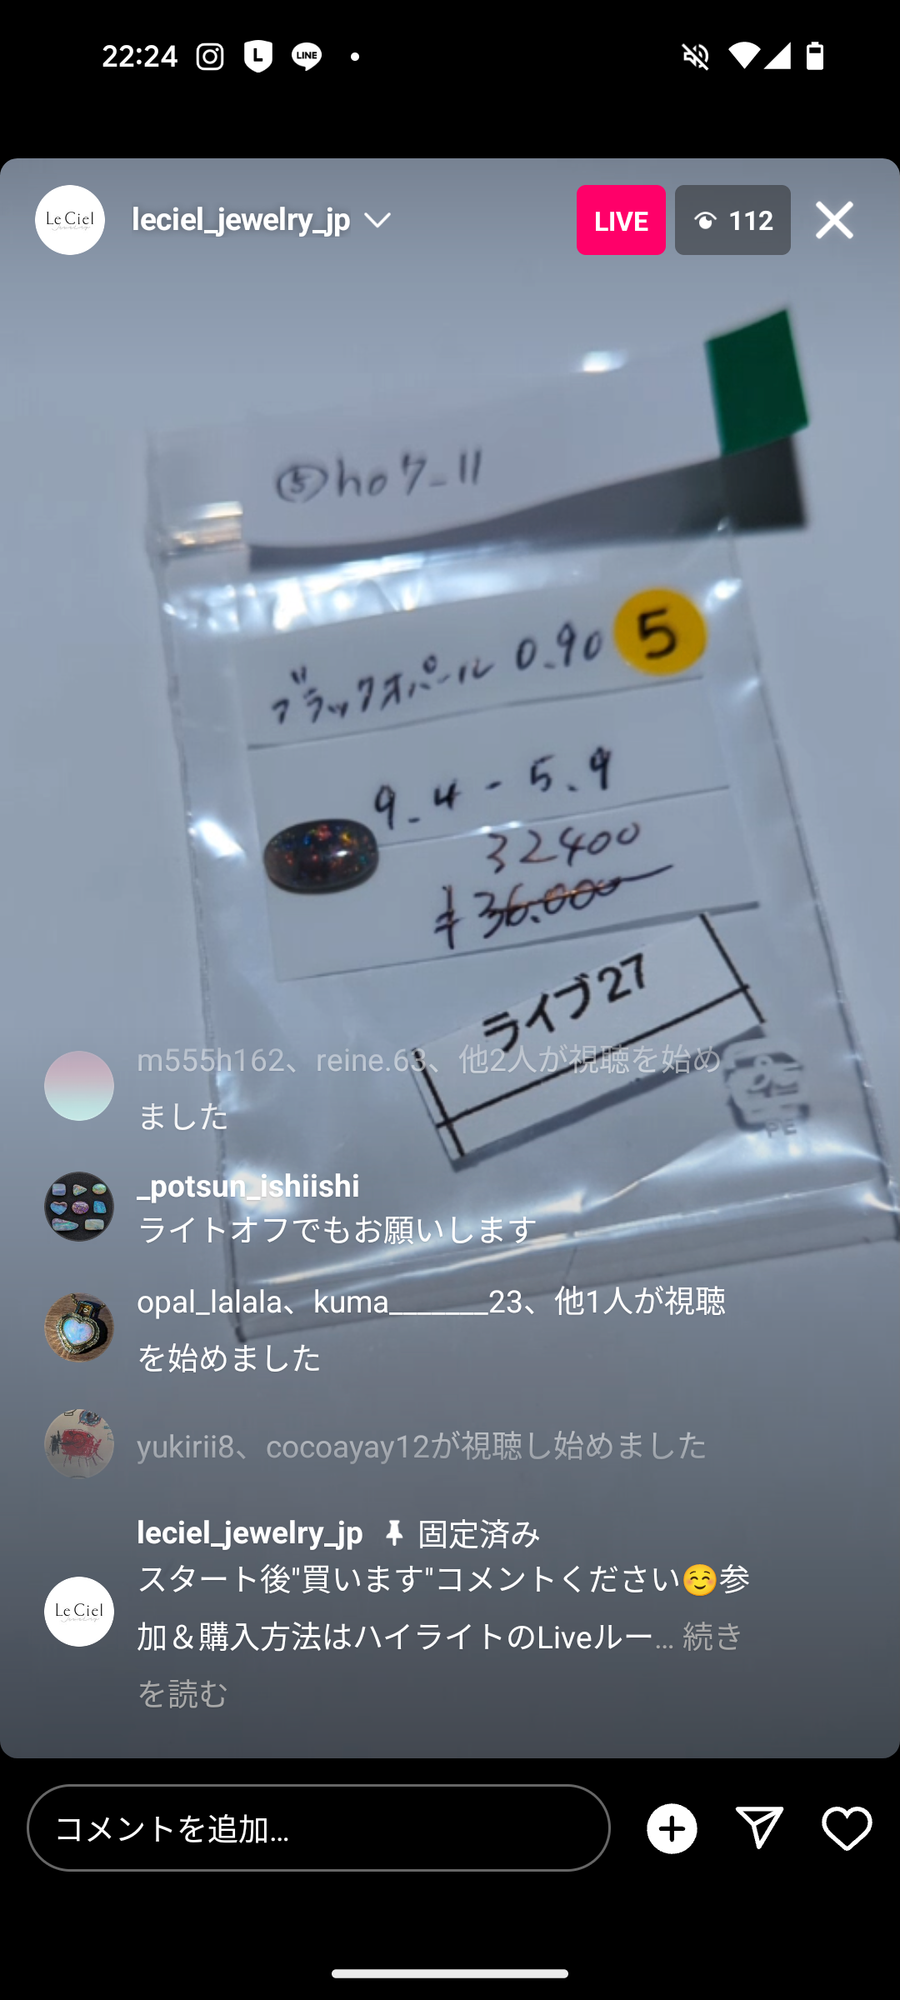 22:24
L
LINE
Le Ciel
leciel_jewelry_jp
LIVE
112
⑤ho7-11
ブラックオパール 0.90
5
9.4-5.9
32400
¥36.000
ライブ27
PE
m555h162、reine.63、他2人が視聴を始め
ました
_potsun_ishiishi
ライトオフでもお願いします
opal_lalala、kuma_______23、他1人が視聴
を始めました
yukirii8、cocoayay12が視聴し始めました
leciel_jewelry_jp 固定済み
スタート後"買います"コメントください☺️参
加＆購入方法はハイライトのLiveルー... 続き
を読む
Le Ciel
コメントを追加...